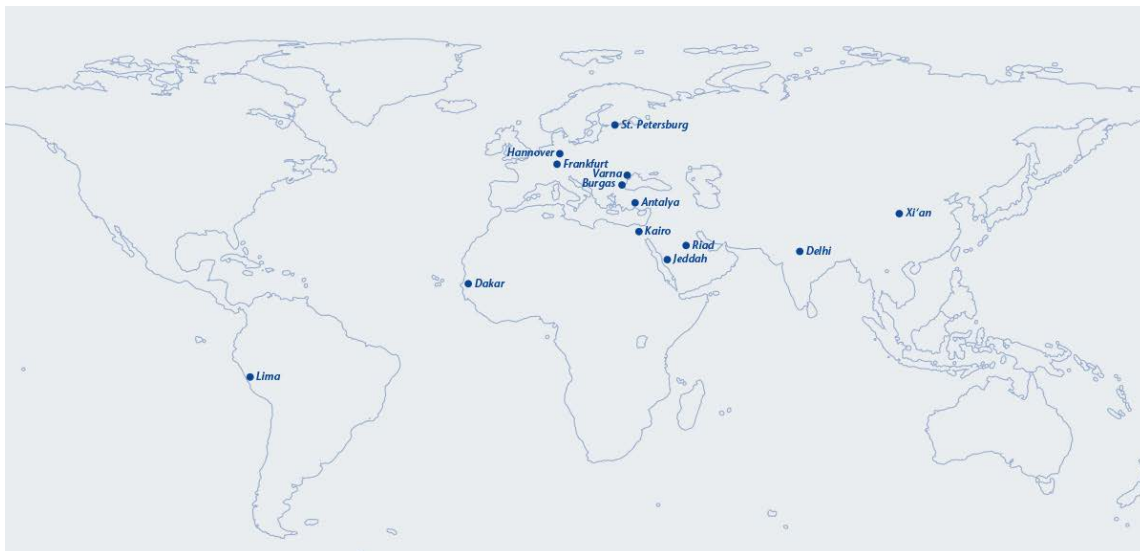 St. Petersburg
Hannover
Frankfurt
Varna
Burgas
Antalya
Xi‘an
Kairo
Riad
Delhi
Jeddah
Dakar
Lima